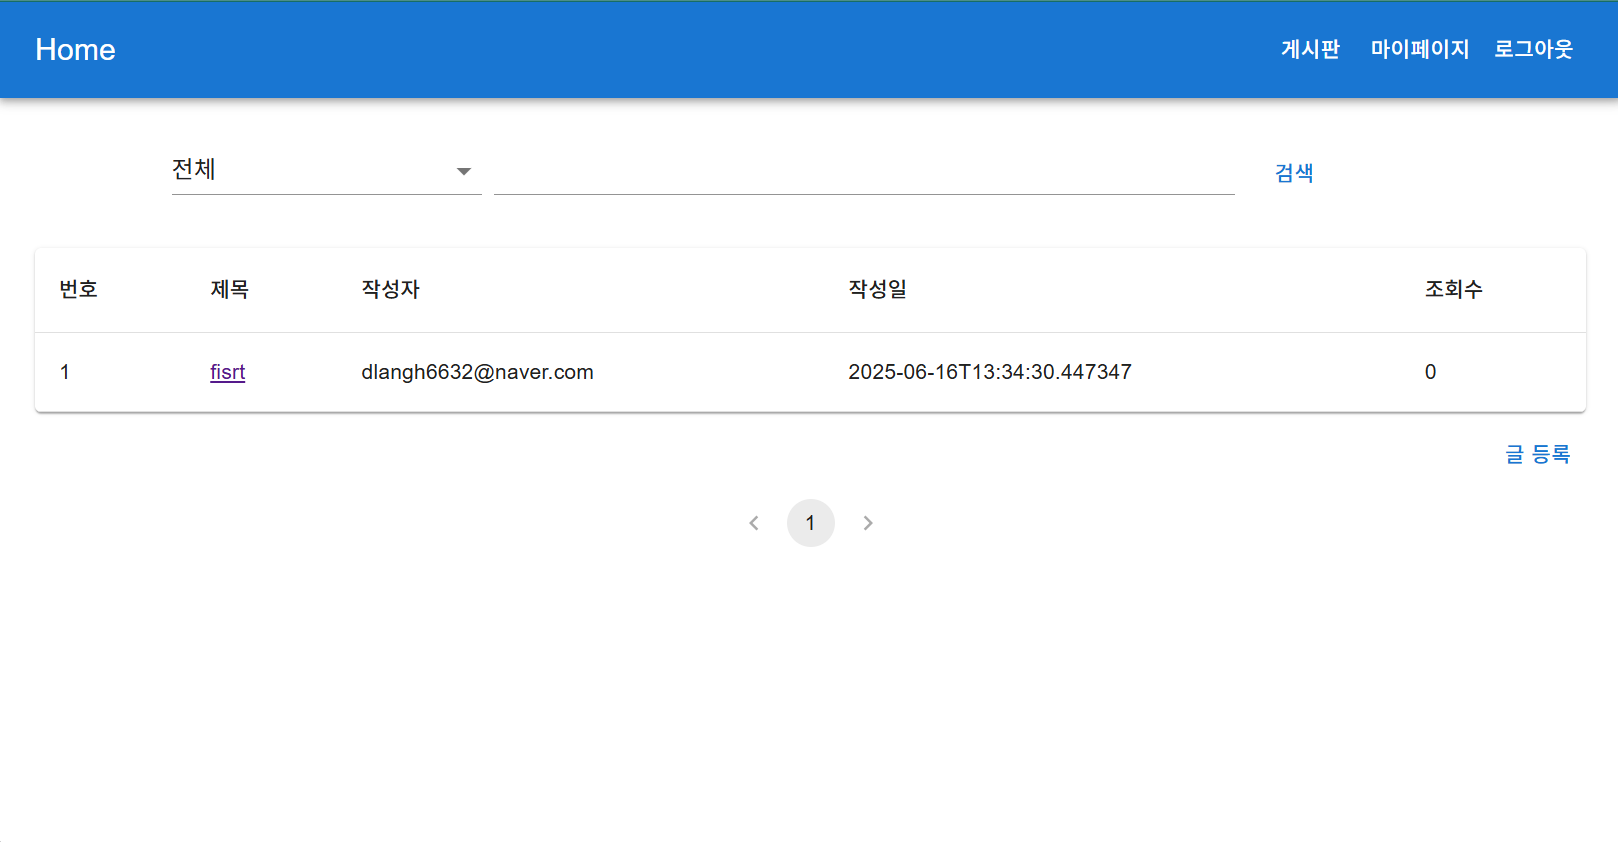 Home 게시판 마이페이지 로그아웃
전체 검색
번호 제목 작성자 작성일 조회수
1 fisrt dlangh6632@naver.com 2025-06-16T13:34:30.447347 0
글 등록
1